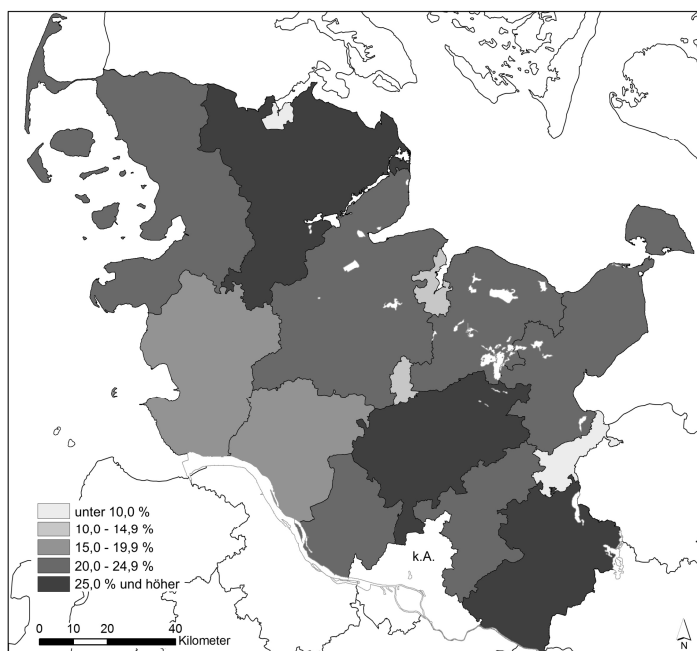 k.A.
unter 10,0 %
10,0 - 14,9 %
15,0 - 19,9 %
20,0 - 24,9 %
25,0 % und höher
0 10 20 40
Kilometer
N